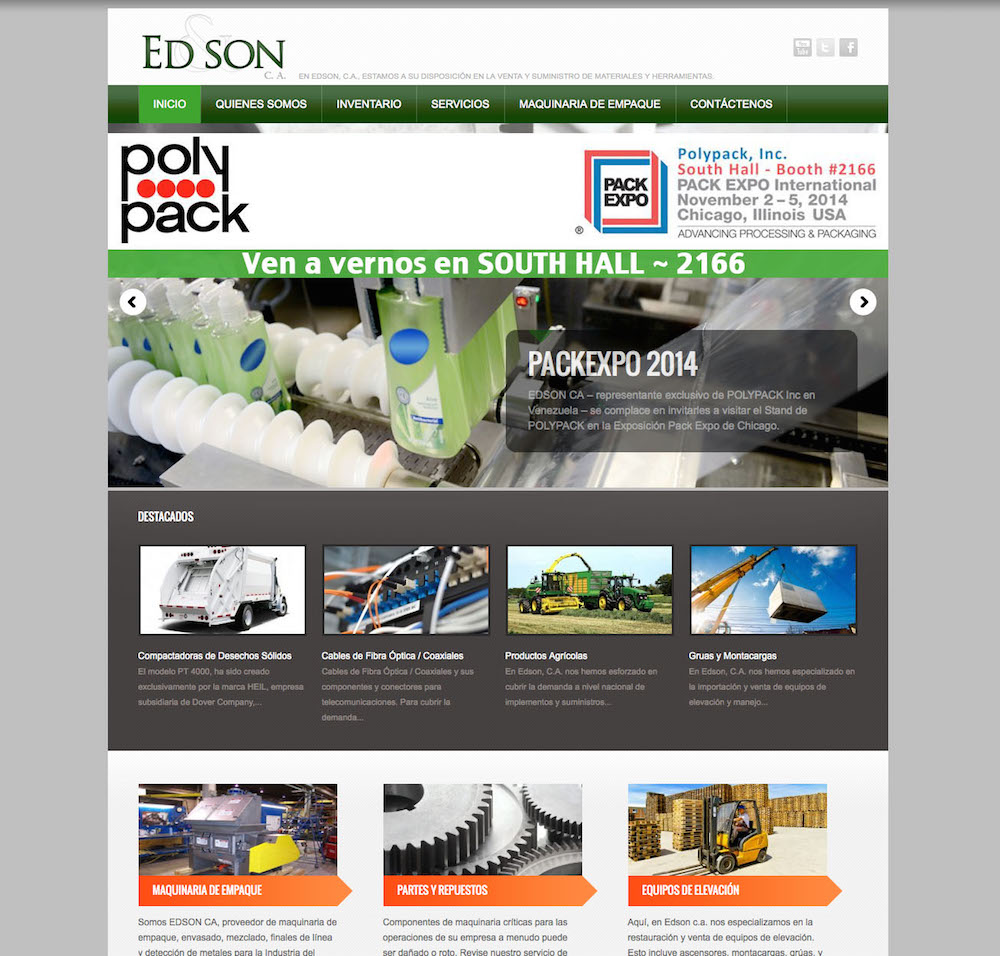 EDSON
C. A.
EN EDSON, C.A., ESTAMOS A SU DISPOSICIÓN EN LA VENTA Y SUMINISTRO DE MATERIALES Y HERRAMIENTAS.
INICIO
QUIENES SOMOS
INVENTARIO
SERVICIOS
MAQUINARIA DE EMPAQUE
CONTÁCTENOS
poly
pack
PACK
EXPO
®
Polypack, Inc.
South Hall - Booth #2166
PACK EXPO International
November 2 – 5, 2014
Chicago, Illinois USA
ADVANCING PROCESSING & PACKAGING
Ven a vernos en SOUTH HALL ~ 2166
PACKEXPO 2014
EDSON CA – representante exclusivo de POLYPACK Inc en
Venezuela – se complace en invitarles a visitar el Stand de
POLYPACK en la Exposición Pack Expo de Chicago.
DESTACADOS
Compactadoras de Desechos Sólidos
El modelo PT 4000, ha sido creado
exclusivamente por la marca HEIL, empresa
subsidiaria de Dover Company,...
Cables de Fibra Óptica / Coaxiales
Cables de Fibra Óptica / Coaxiales y sus
componentes y conectores para
telecomunicaciones. Para cubrir la
demanda...
Productos Agrícolas
En Edson, C.A. nos hemos esforzado en
cubrir la demanda a nivel nacional de
implementos y suministros...
Gruas y Montacargas
En Edson, C.A. nos hemos especializado en
la importación y venta de equipos de
elevación y manejo...
MAQUINARIA DE EMPAQUE
Somos EDSON CA, proveedor de maquinaria de
empaque, envasado, mezclado, finales de línea
y detección de metales para la Industria del
PARTES Y REPUESTOS
Componentes de maquinaria críticas para las
operaciones de su empresa a menudo puede
ser dañado o roto. Revise nuestro servicio de
EQUIPOS DE ELEVACIÓN
Aquí, en Edson c.a. nos especializamos en la
restauración y venta de equipos de elevación.
Esto incluye ascensores, montacargas, grúas, y